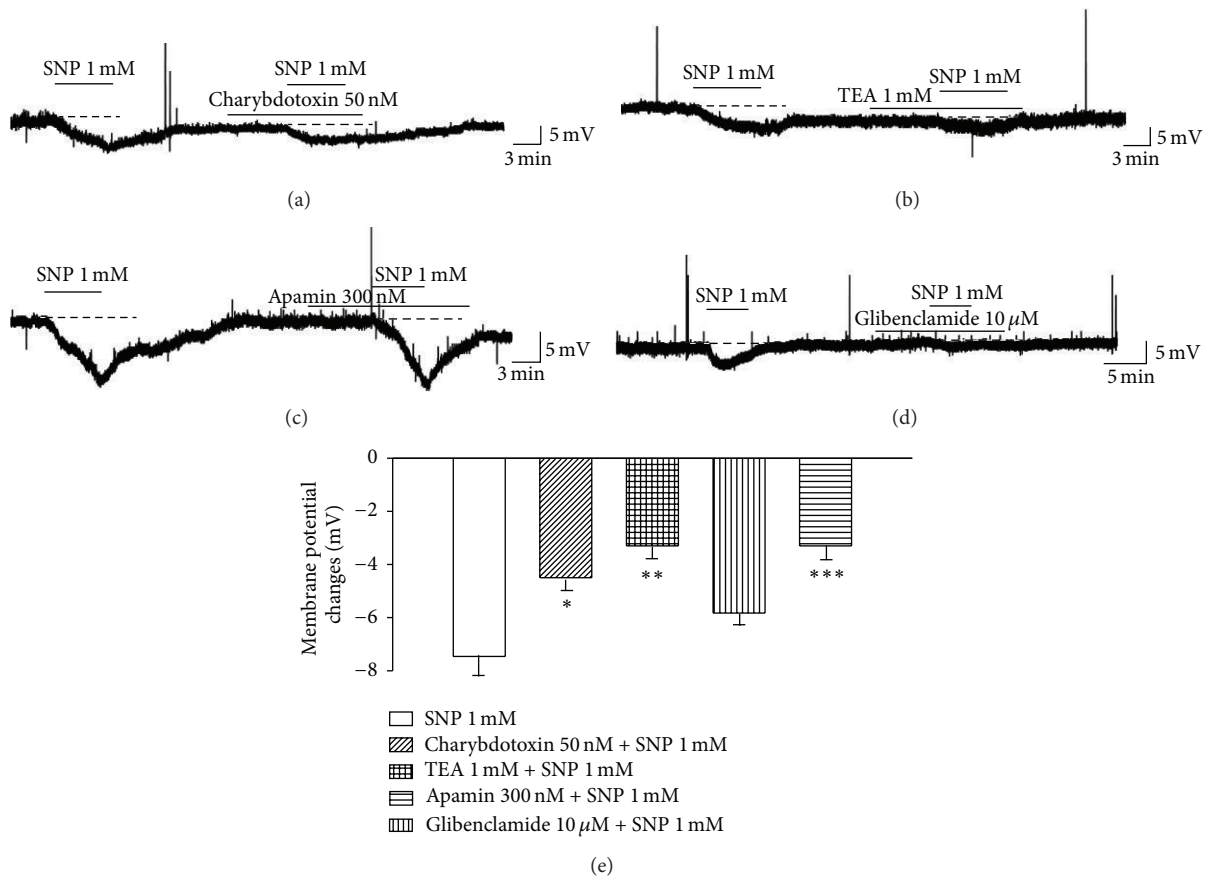 SNP 1 mM
SNP 1 mM
Charybdotoxin 50 nM
5 mV
3 min
(a)
SNP 1 mM
SNP 1 mM
TEA 1 mM
5 mV
3 min
(b)
SNP 1 mM
SNP 1 mM
Apamin 300 nM
5 mV
3 min
(c)
SNP 1 mM
SNP 1 mM
Glibenclamide 10 μM
5 mV
5 min
(d)
Membrane potential
changes (mV)
0
−2
−4
−6
−8
*
**
***
SNP 1 mM
Charybdotoxin 50 nM + SNP 1 mM
TEA 1 mM + SNP 1 mM
Apamin 300 nM + SNP 1 mM
Glibenclamide 10 μM + SNP 1 mM
(e)